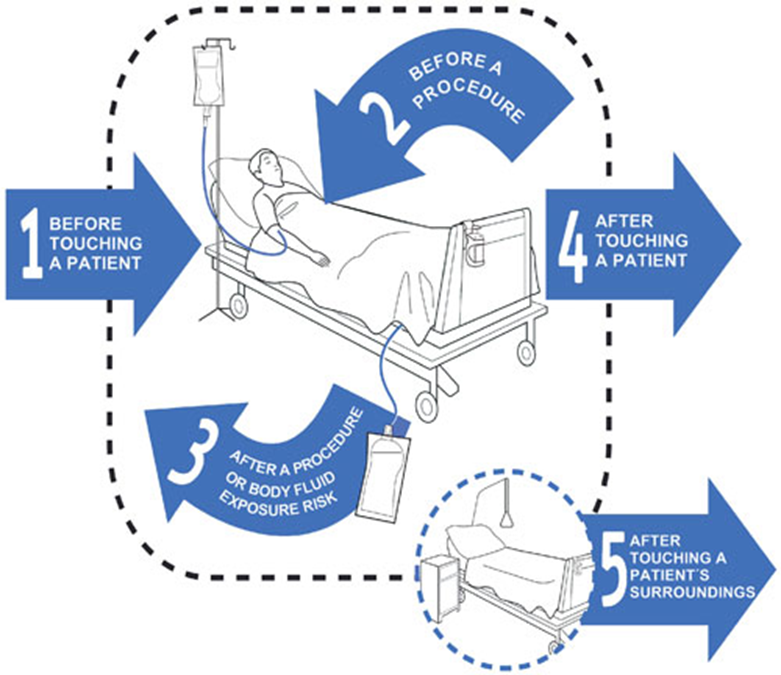 1 BEFORE
TOUCHING
A PATIENT
2 BEFORE A
PROCEDURE
3 AFTER A PROCEDURE
OR BODY FLUID
EXPOSURE RISK
4 AFTER
TOUCHING
A PATIENT
5 AFTER
TOUCHING A
PATIENT´S
SURROUNDINGS